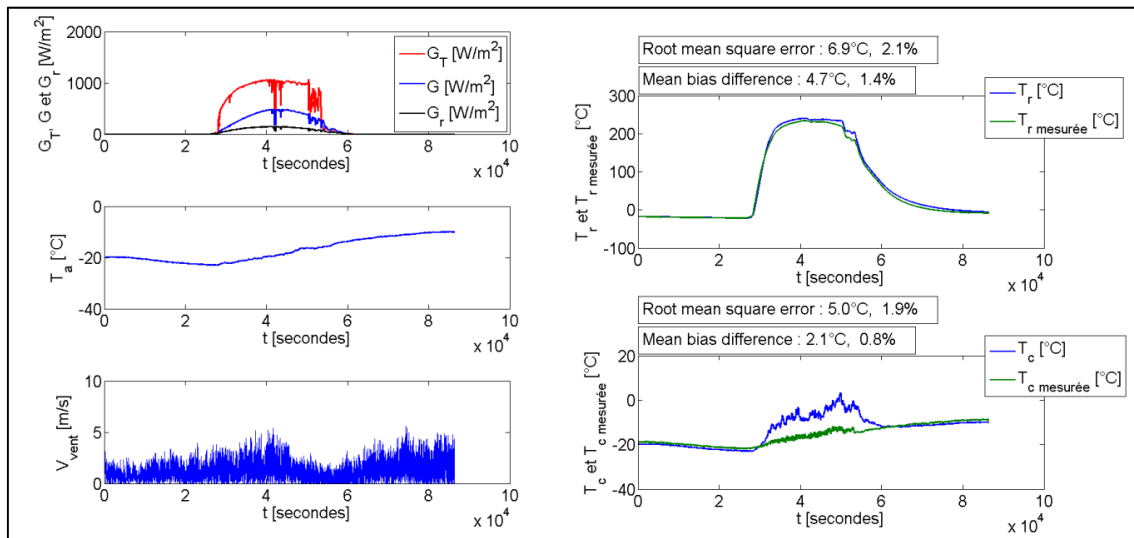 G_T, G et G_r [W/m²]
2000
1000
0
G_T [W/m²]
G [W/m²]
G_r [W/m²]
0 2 4 6 8 10
t [secondes]
x 10⁴
T_a [°C]
0
-20
-40
0 2 4 6 8 10
t [secondes]
x 10⁴
V_vent [m/s]
10
5
0
0 2 4 6 8 10
t [secondes]
x 10⁴
Root mean square error : 6.9°C, 2.1%
Mean bias difference : 4.7°C, 1.4%
T_r [°C]
T_r mesurée [°C]
T_r et T_r mesurée [°C]
300
200
100
0
-100
0 2 4 6 8 10
t [secondes]
x 10⁴
Root mean square error : 5.0°C, 1.9%
Mean bias difference : 2.1°C, 0.8%
T_c [°C]
T_c mesurée [°C]
T_c et T_c mesurée [°C]
20
0
-20
-40
0 2 4 6 8 10
t [secondes]
x 10⁴